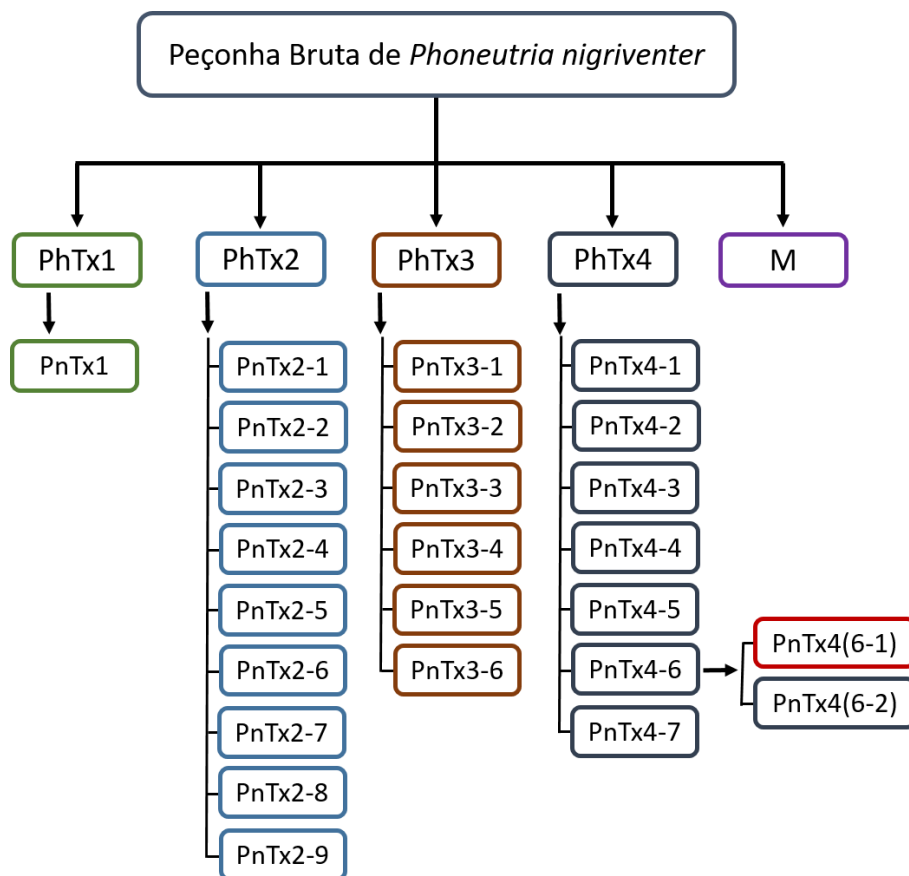 Peçonha Bruta de Phoneutria nigriventer
PhTx1
PhTx2
PhTx3
PhTx4
M
PnTx1
PnTx2-1
PnTx2-2
PnTx2-3
PnTx2-4
PnTx2-5
PnTx2-6
PnTx2-7
PnTx2-8
PnTx2-9
PnTx3-1
PnTx3-2
PnTx3-3
PnTx3-4
PnTx3-5
PnTx3-6
PnTx4-1
PnTx4-2
PnTx4-3
PnTx4-4
PnTx4-5
PnTx4-6
PnTx4-7
PnTx4(6-1)
PnTx4(6-2)